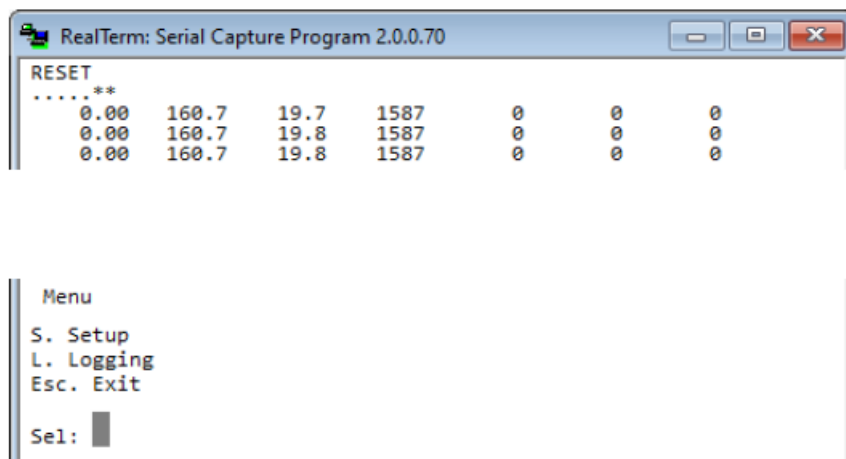 RealTerm: Serial Capture Program 2.0.0.70
RESET
.....**
0.00 160.7 19.7 1587 0 0 0
0.00 160.7 19.8 1587 0 0 0
0.00 160.7 19.8 1587 0 0 0
Menu
S. Setup
L. Logging
Esc. Exit
Sel: